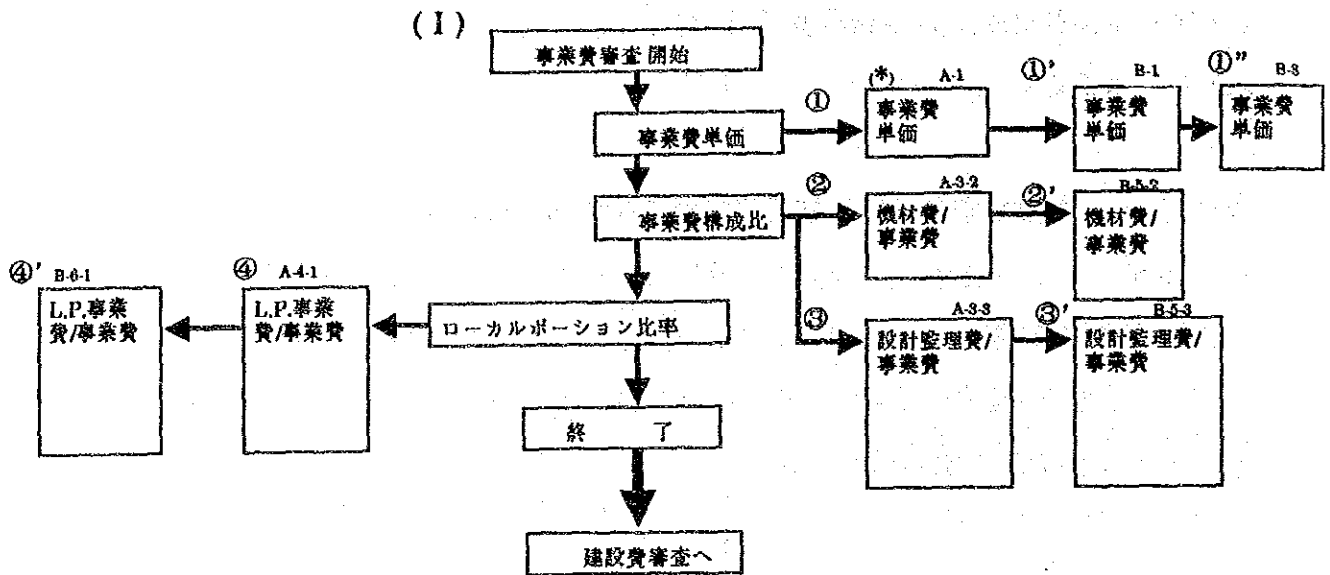 (I)
事業費審査開始
事業費単価
①
(*)
A-1
事業費
単価
①'
B-1
事業費
単価
①"
B-3
事業費
単価
事業費構成比
②
A-3-2
機材費/
事業費
②'
B-5-2
機材費/
事業費
③
A-3-3
設計監理費/
事業費
③'
B-5-3
設計監理費/
事業費
ローカルポーション比率
④
A-4-1
L.P.事業
費/事業費
④'
B-6-1
L.P.事業
費/事業費
終　了
建設費審査へ